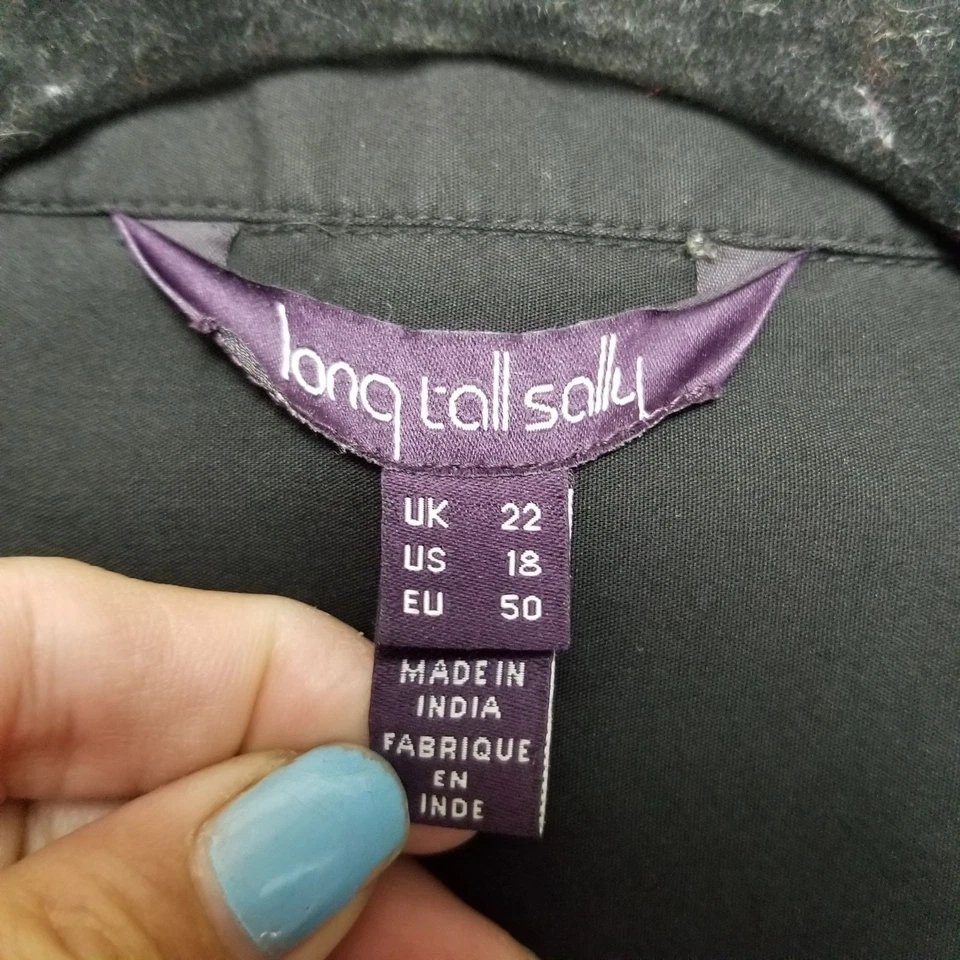 long tall sally
UK 22
US 18
EU 50
MADE IN
INDIA
FABRIQUE
EN
INDE